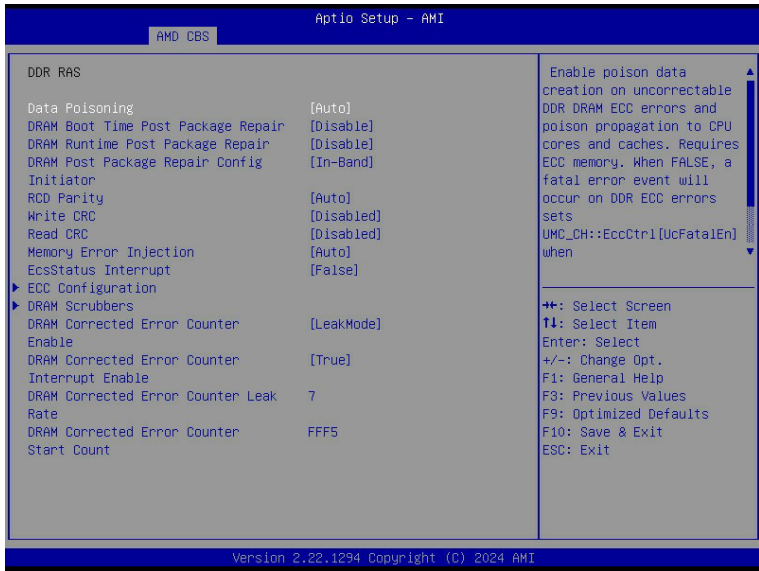 Aptio Setup – AMI
AMD CBS
DDR RAS
Data Poisoning [Auto]
DRAM Boot Time Post Package Repair [Disable]
DRAM Runtime Post Package Repair [Disable]
DRAM Post Package Repair Config [In-Band]
Initiator
RCD Parity [Auto]
Write CRC [Disabled]
Read CRC [Disabled]
Memory Error Injection [Auto]
EcsStatus Interrupt [False]
ECC Configuration
DRAM Scrubbers
DRAM Corrected Error Counter [LeakMode]
Enable
DRAM Corrected Error Counter [True]
Interrupt Enable
DRAM Corrected Error Counter Leak 7
Rate
DRAM Corrected Error Counter FFF5
Start Count
Enable poison data
creation on uncorrectable
DDR DRAM ECC errors and
poison propagation to CPU
cores and caches. Requires
ECC memory. When FALSE, a
fatal error event will
occur on DDR ECC errors
sets
UMC_CH::EccCtrl[UcFatalEn]
when
→←: Select Screen
↑↓: Select Item
Enter: Select
+/-: Change Opt.
F1: General Help
F3: Previous Values
F9: Optimized Defaults
F10: Save & Exit
ESC: Exit
Version 2.22.1294 Copyright (C) 2024 AMI